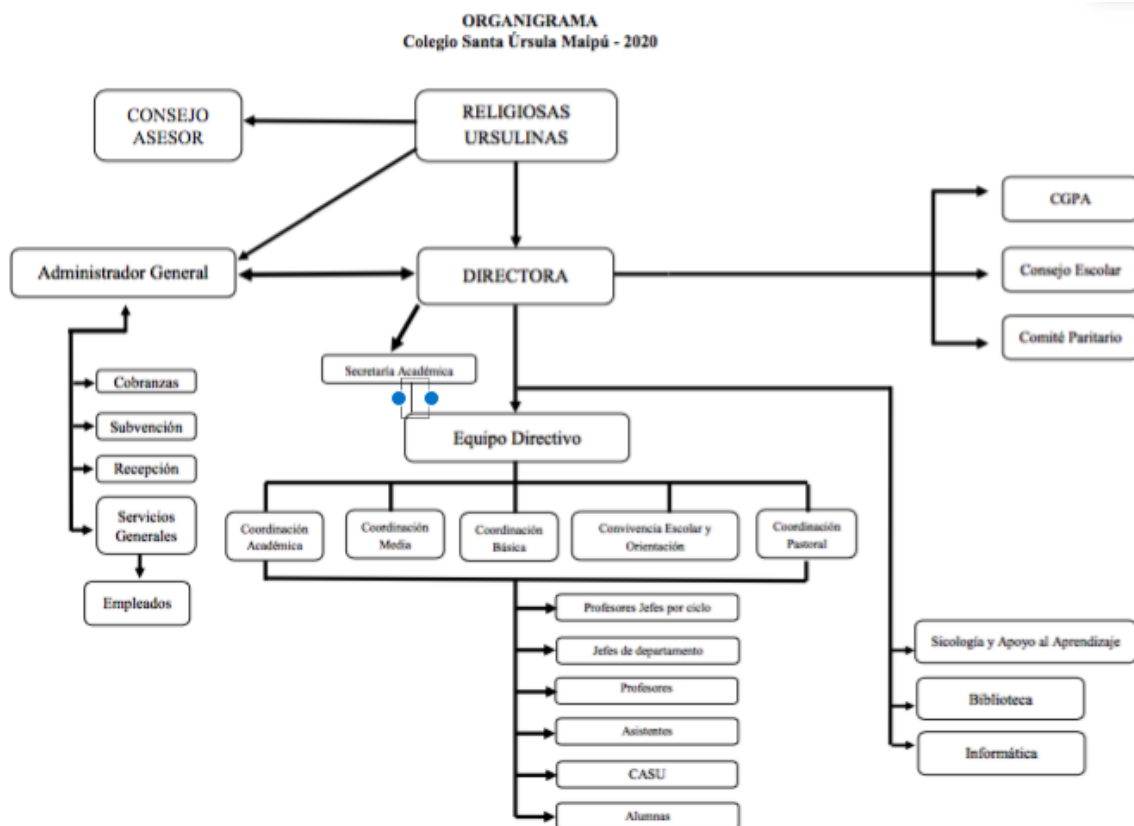 ORGANIGRAMA
Colegio Santa Úrsula Maipú - 2020
CONSEJO
ASESOR
RELIGIOSAS
URSULINAS
CGPA
Administrador General
DIRECTORA
Consejo Escolar
Comité Paritario
Secretaría Académica
Cobranzas
Subvención
Equipo Directivo
Recepción
Servicios
Generales
Coordinación
Académica
Coordinación
Media
Coordinación
Básica
Convivencia Escolar y
Orientación
Coordinación
Pastoral
Empleados
Profesores Jefes por ciclo
Jefes de departamento
Profesores
Asistentes
CASU
Alumnas
Sicología y Apoyo al Aprendizaje
Biblioteca
Informática